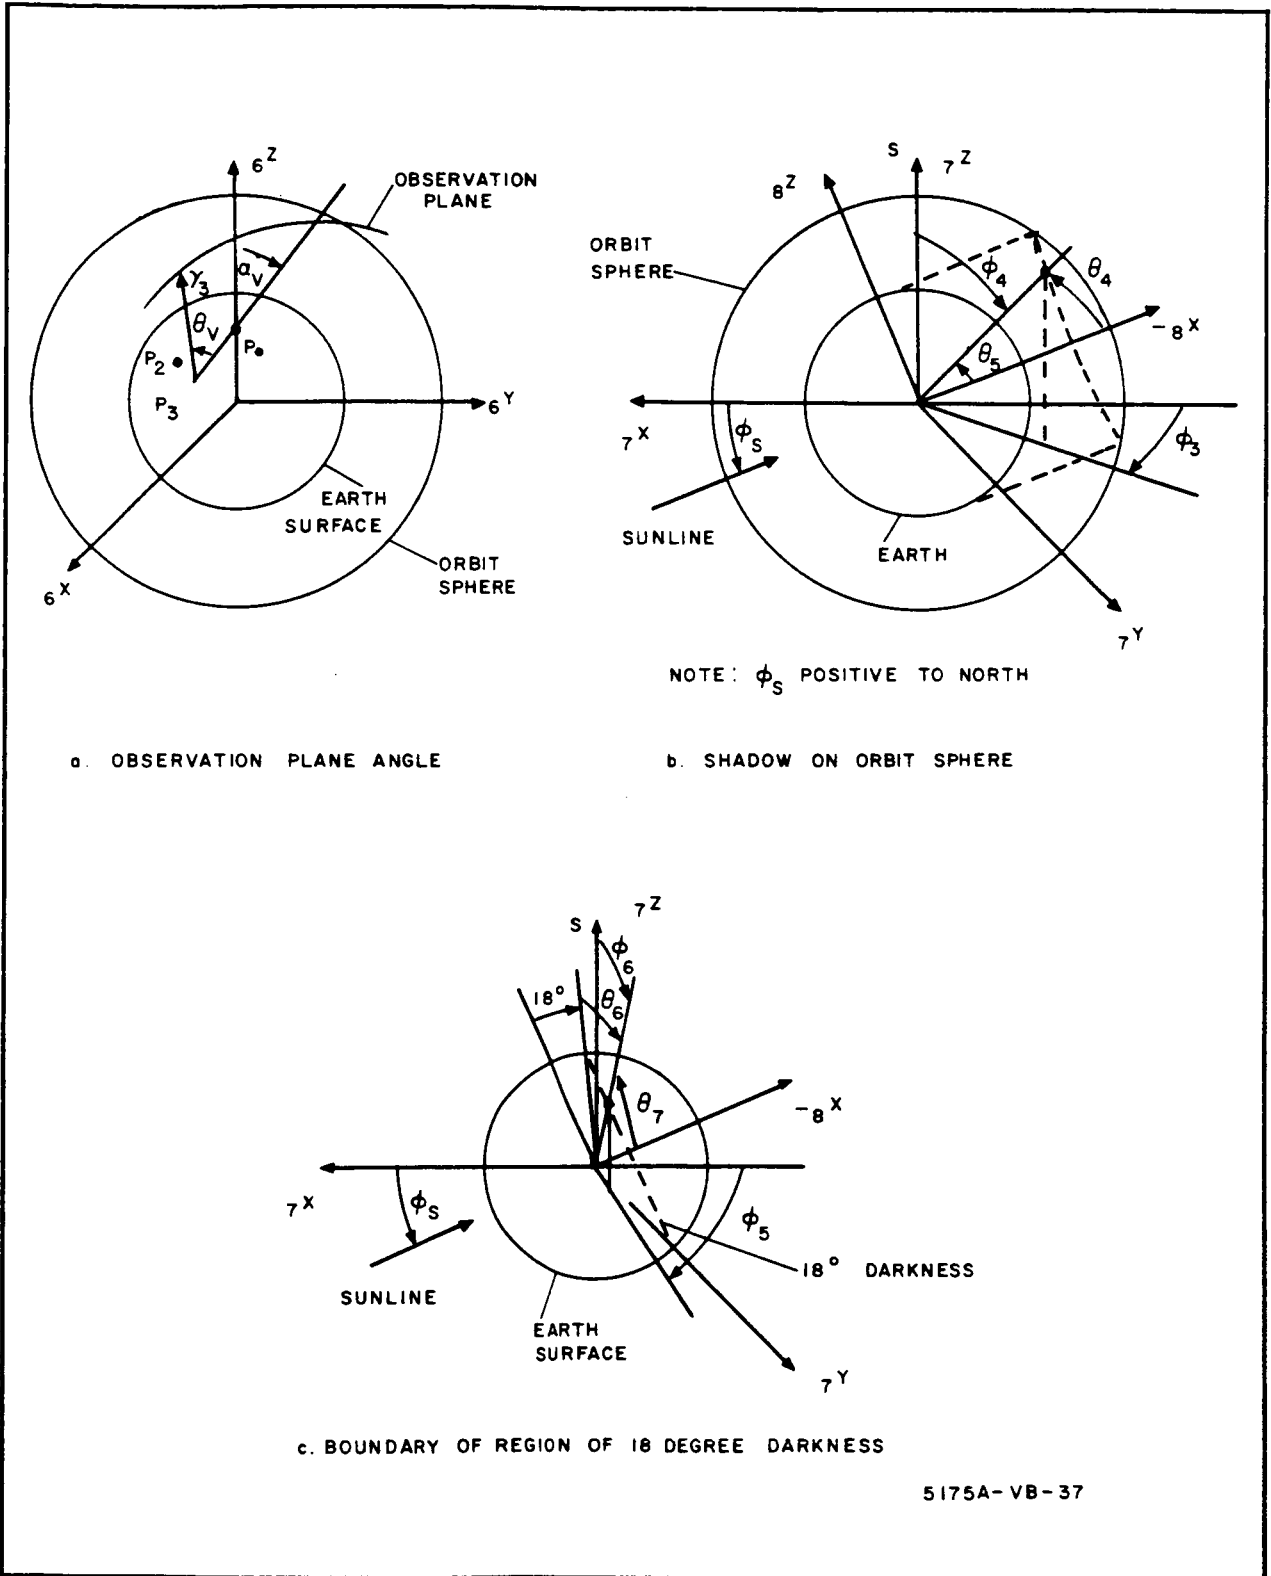 6Z
OBSERVATION
PLANE
αV
γ3
θV
P2
P
P3
6Y
EARTH
SURFACE
ORBIT
SPHERE
6X
S
7Z
8Z
ORBIT
SPHERE
ϕ4
θ4
-8X
θ5
7X
ϕS
ϕ3
SUNLINE
EARTH
7Y
NOTE: ϕS POSITIVE TO NORTH
a. OBSERVATION PLANE ANGLE
b. SHADOW ON ORBIT SPHERE
S
7Z
ϕ6
18°
θ6
θ7
-8X
7X
ϕS
ϕ5
18° DARKNESS
SUNLINE
EARTH
SURFACE
7Y
c. BOUNDARY OF REGION OF 18 DEGREE DARKNESS
5175A-VB-37